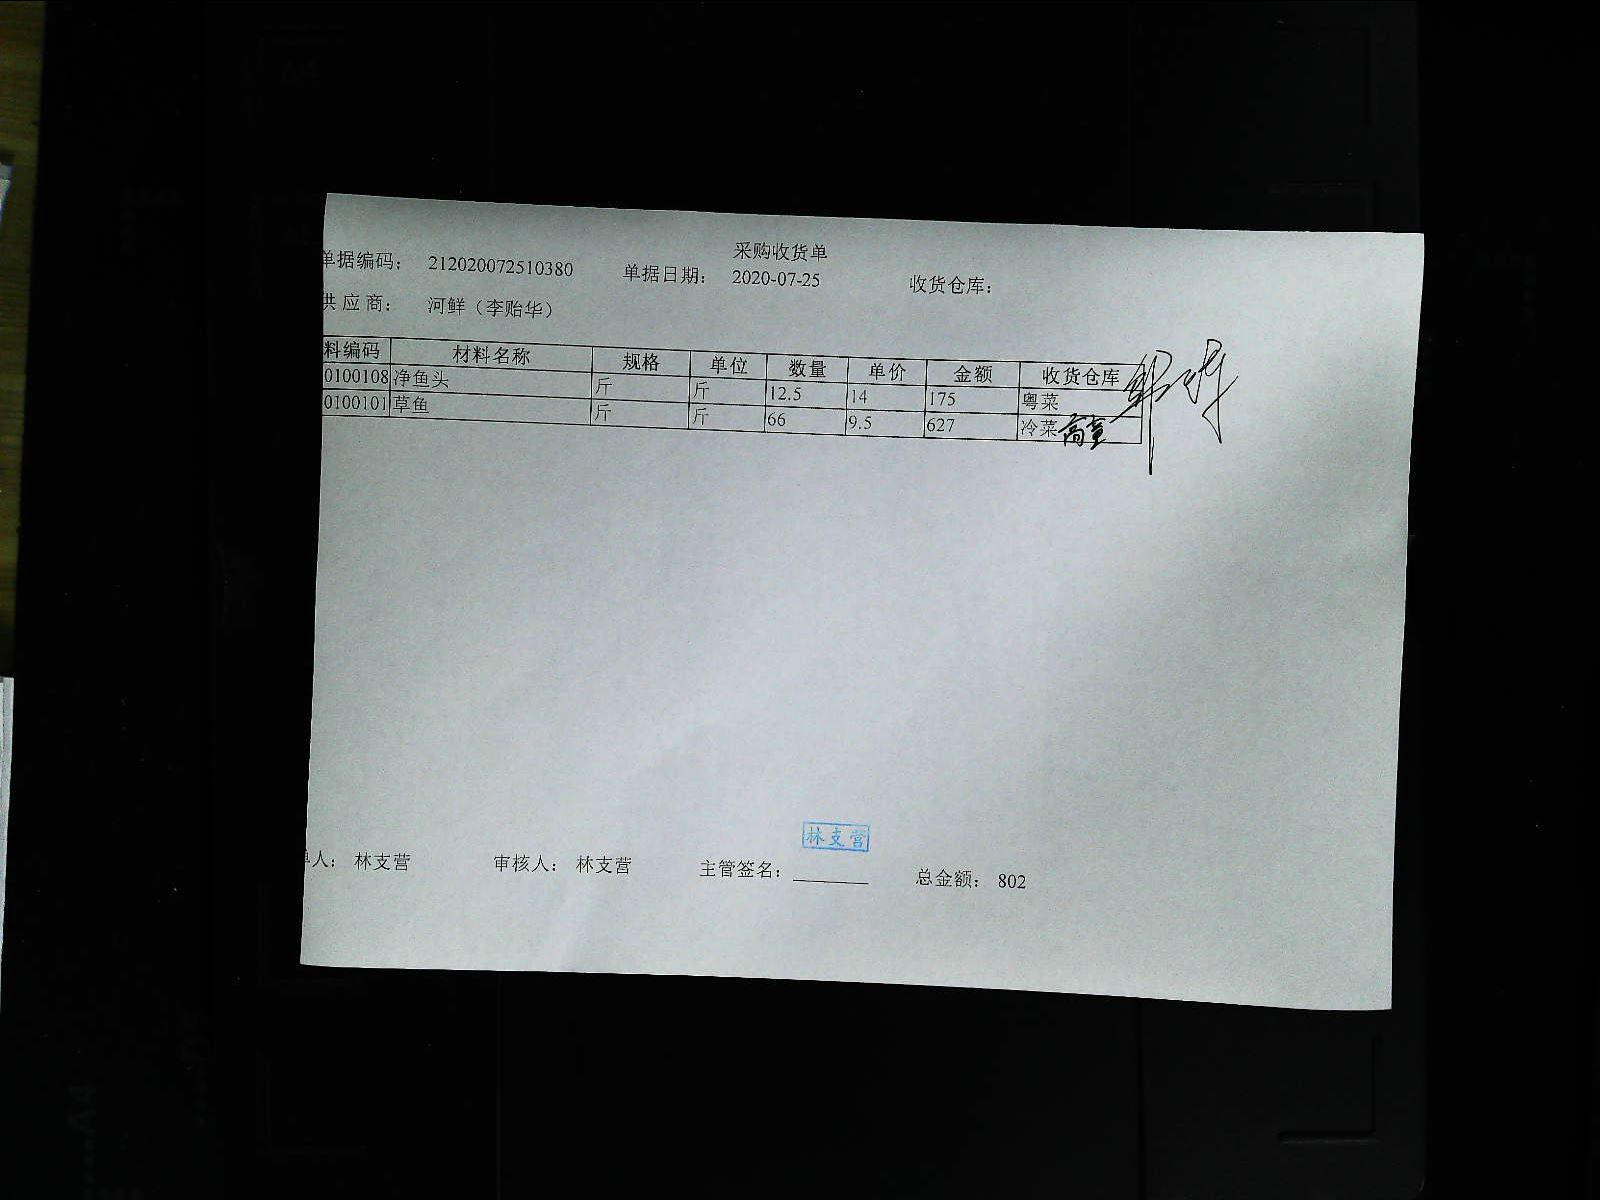 采购收货单
单据编码： 212020072510380 单据日期： 2020-07-25 收货仓库：
供应商： 河鲜（李贻华）
料编码 材料名称 规格 单位 数量 单价 金额 收货仓库
0100108 净鱼头 斤 斤 12.5 14 175 粤菜
0100101 草鱼 斤 斤 66 9.5 627 冷菜
林支营
单人： 林支营 审核人： 林支营 主管签名： 总金额： 802